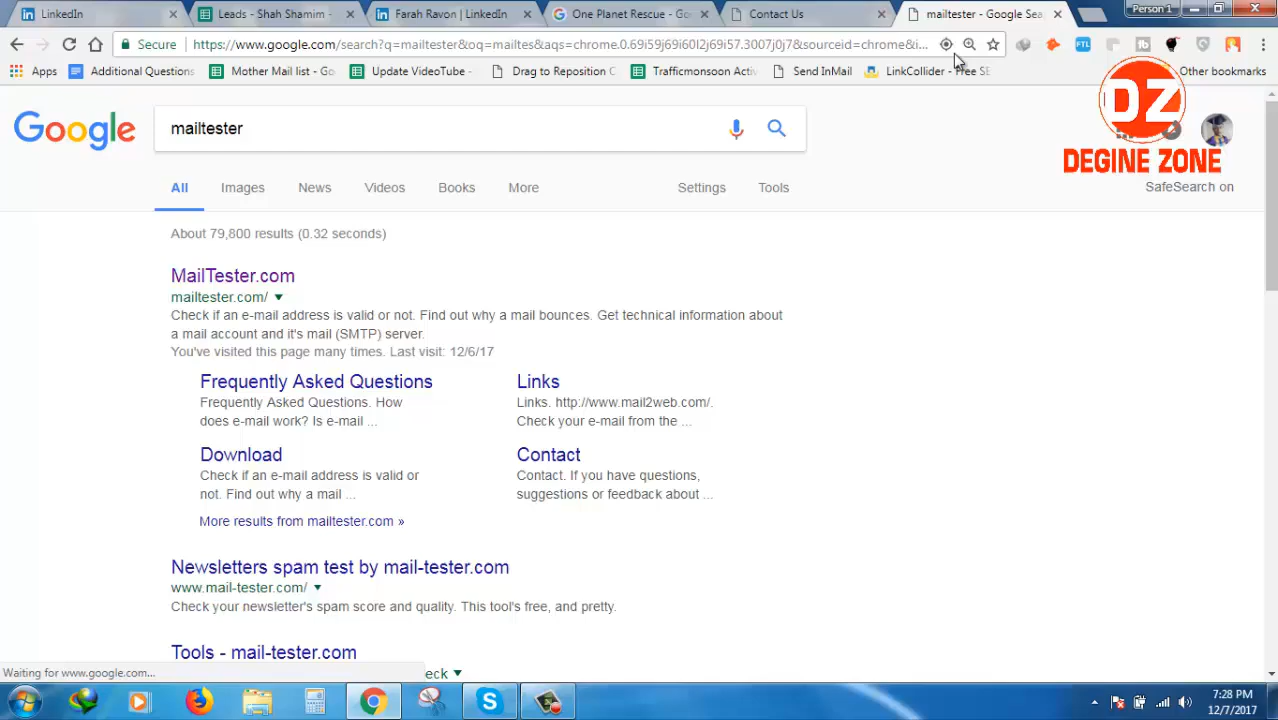 LinkedIn
Leads - Shah Shamim -
Farah Ravon | LinkedIn
One Planet Rescue - Go
Contact Us
mailtester - Google Sea
Person 1
Secure
https://www.google.com/search?q=mailtester&oq=mailtes&aqs=chrome.0.69i59j69i60l2j69i57.3007j0j7&sourceid=chrome&i...
FTL
Apps
Additional Questions
Mother Mail list - Go
Update VideoTube -
Drag to Reposition C
Trafficmonsoon Acti
Send InMail
LinkCollider - Free SE
Other bookmarks
Google
mailtester
DZ
DEGINE ZONE
All
Images
News
Videos
Books
More
Settings
Tools
SafeSearch on
About 79,800 results (0.32 seconds)
MailTester.com
mailtester.com/
Check if an e-mail address is valid or not. Find out why a mail bounces. Get technical information about
a mail account and it's mail (SMTP) server.
You've visited this page many times. Last visit: 12/6/17
Frequently Asked Questions
Frequently Asked Questions. How
does e-mail work? Is e-mail ...
Links
Links. http://www.mail2web.com/.
Check your e-mail from the ...
Download
Check if an e-mail address is valid or
not. Find out why a mail ...
Contact
Contact. If you have questions,
suggestions or feedback about ...
More results from mailtester.com »
Newsletters spam test by mail-tester.com
www.mail-tester.com/
Check your newsletter's spam score and quality. This tool's free, and pretty.
Tools - mail-tester.com
eck
Waiting for www.google.com...
7:28 PM
12/7/2017